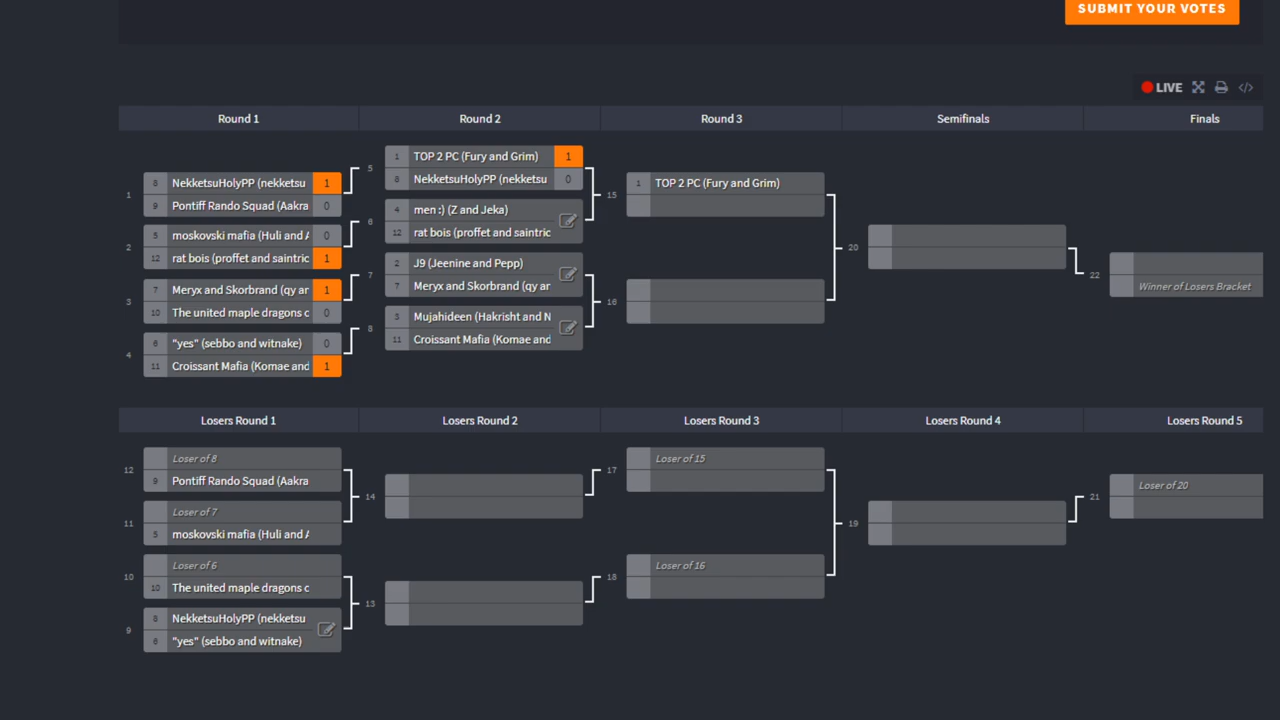 SUBMIT YOUR VOTES
LIVE
Round 1 Round 2 Round 3 Semifinals Finals
1
8 NekketsuHolyPP (nekketsu 1
9 Pontiff Rando Squad (Aakra 0
2
5 moskovski mafia (Huli and 0
12 rat bois (proffet and saintric 1
3
7 Meryx and Skorbrand (qy ar 1
10 The united maple dragons c 0
4
6 "yes" (sebbo and witnake) 0
11 Croissant Mafia (Komae and 1
5
1 TOP 2 PC (Fury and Grim) 1
8 NekketsuHolyPP (nekketsu 0
6
4 men :) (Z and Jeka)
12 rat bois (proffet and saintric
7
2 J9 (Jeenine and Pepp)
7 Meryx and Skorbrand (qy ar
8
3 Mujahideen (Hakrisht and N
11 Croissant Mafia (Komae and
15
1 TOP 2 PC (Fury and Grim)
16
20
22
Winner of Losers Bracket
Losers Round 1 Losers Round 2 Losers Round 3 Losers Round 4 Losers Round 5
12
Loser of 8
9 Pontiff Rando Squad (Aakra
11
Loser of 7
5 moskovski mafia (Huli and
10
Loser of 6
10 The united maple dragons c
9
8 NekketsuHolyPP (nekketsu
6 "yes" (sebbo and witnake)
14
13
17
Loser of 15
18
Loser of 16
19
21
Loser of 20